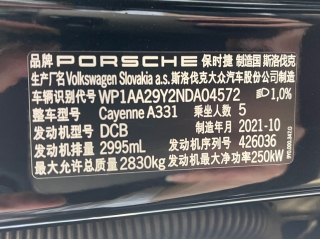 品牌 PORSCHE 保时捷 制造国 斯洛伐克
生产厂名 Volkswagen Slovakia a.s. 斯洛伐克大众汽车股份公司制造
车辆识别代号 WP1AA29Y2NDA04572 1,0%
整车型号 Cayenne A331 乘坐人数 5
发动机型号 DCB 制造年月 2021-10
发动机排量 2995mL 发动机序列号 426036
最大允许总质量 2830kg 发动机最大净功率 250kW